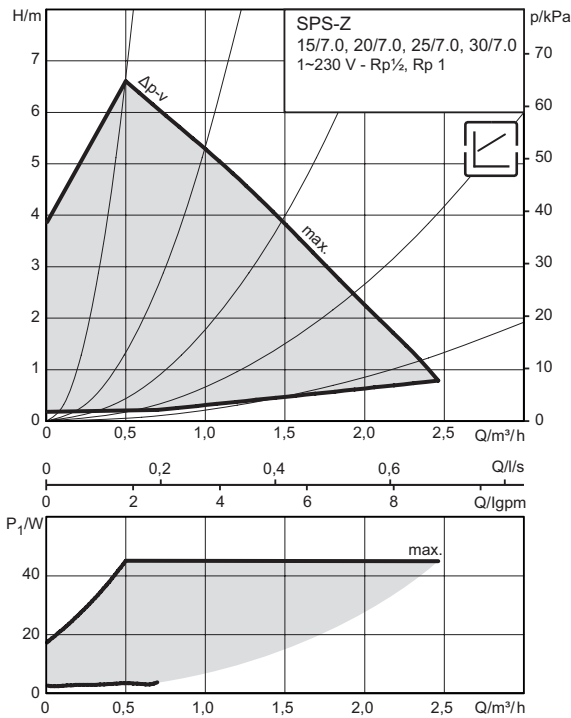 H/m
p/kPa
SPS-Z
15/7.0, 20/7.0, 25/7.0, 30/7.0
1~230 V - Rp½, Rp 1
7
6
5
4
3
2
1
0
70
60
50
40
30
20
10
0
Δp-v
max.
0 0,5 1,0 1,5 2,0 2,5 Q/m³/h
0 0,2 0,4 0,6 Q/l/s
0 2 4 6 8 Q/Igpm
P₁/W
max.
40
20
0
0 0,5 1,0 1,5 2,0 2,5 Q/m³/h